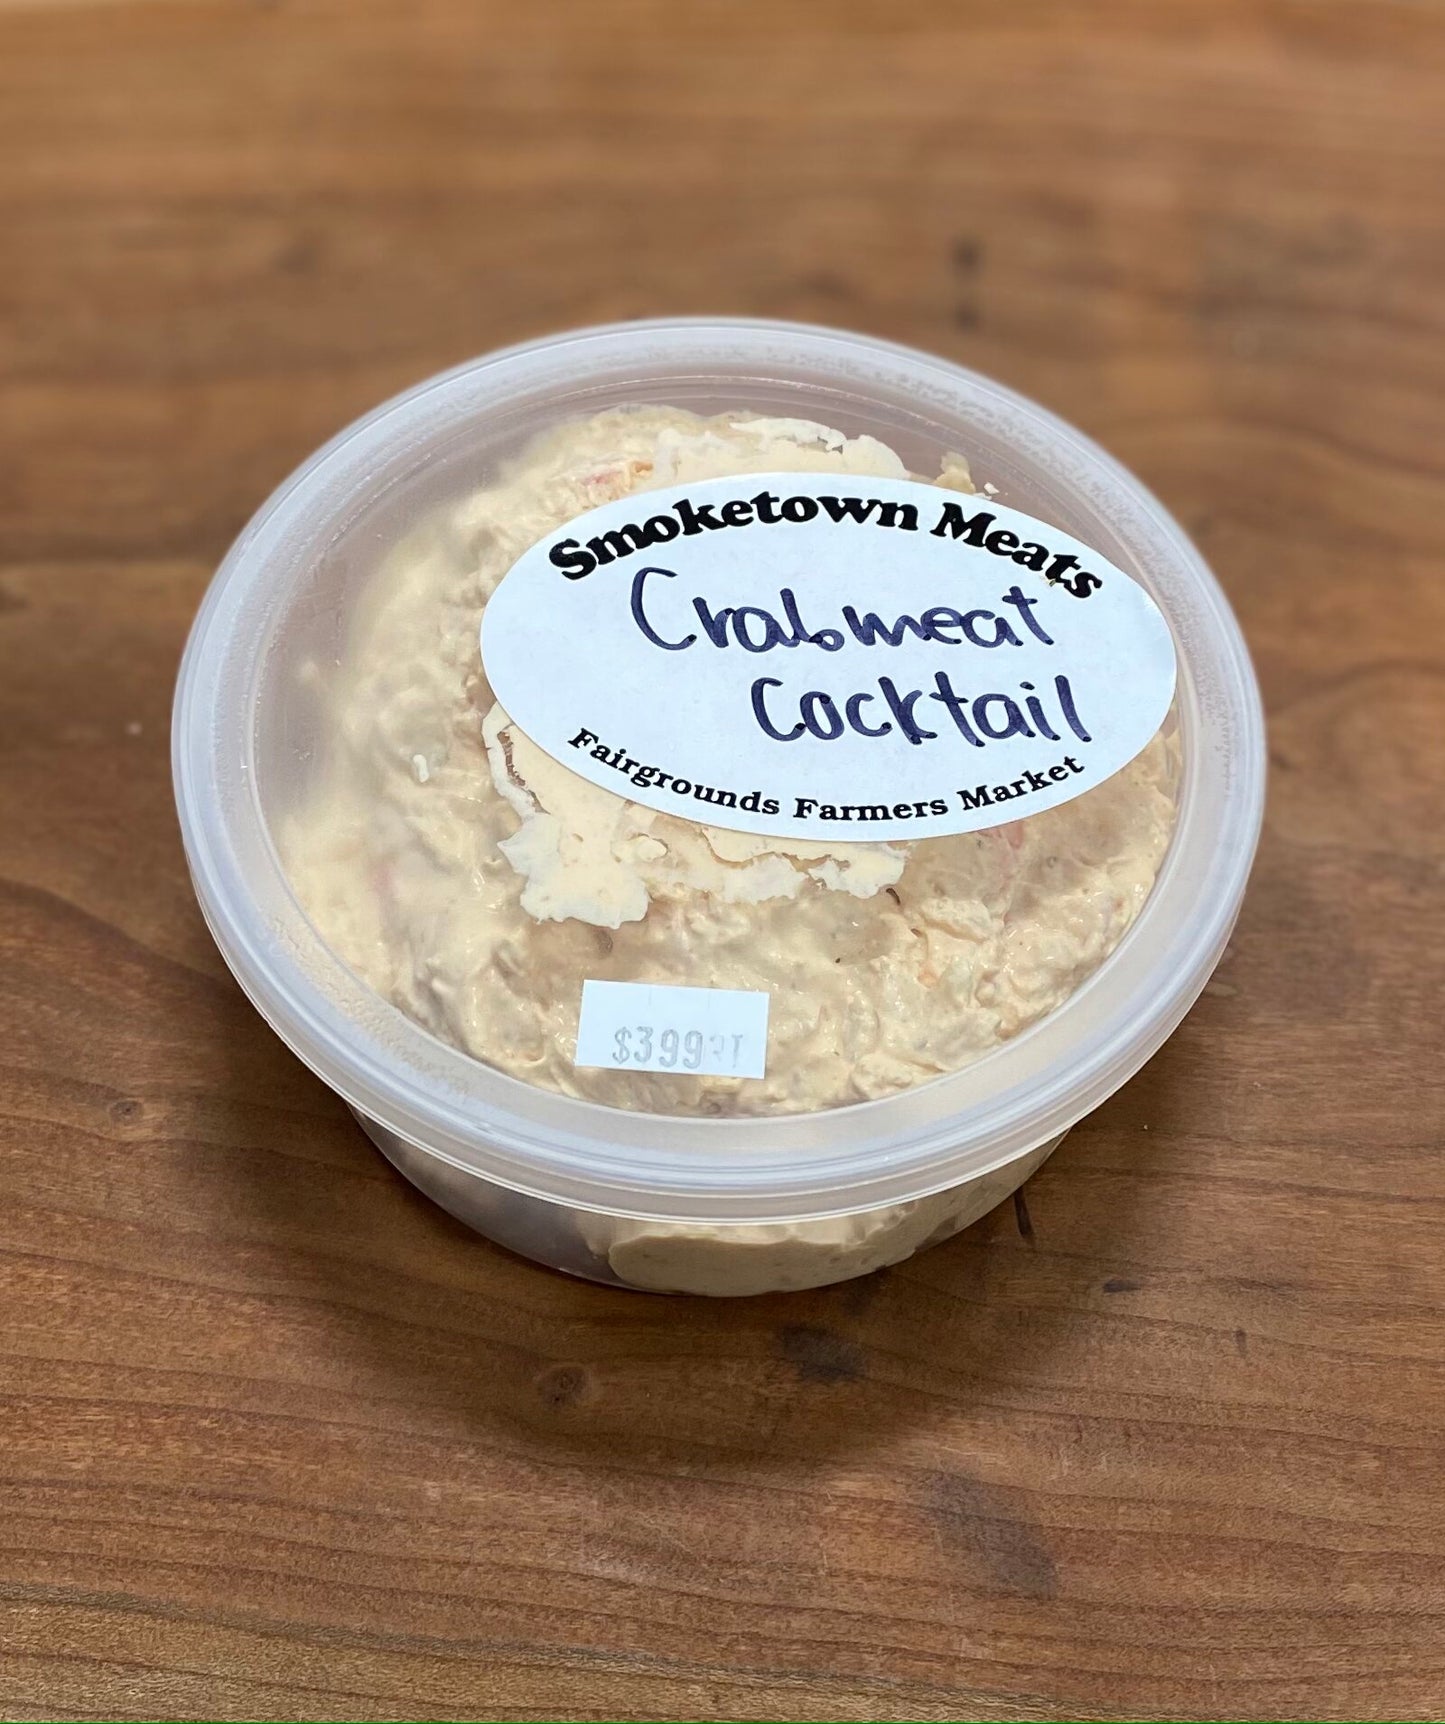 Smoketown Meats
Crabmeat
Cocktail
Fairgrounds Farmers Market
$399